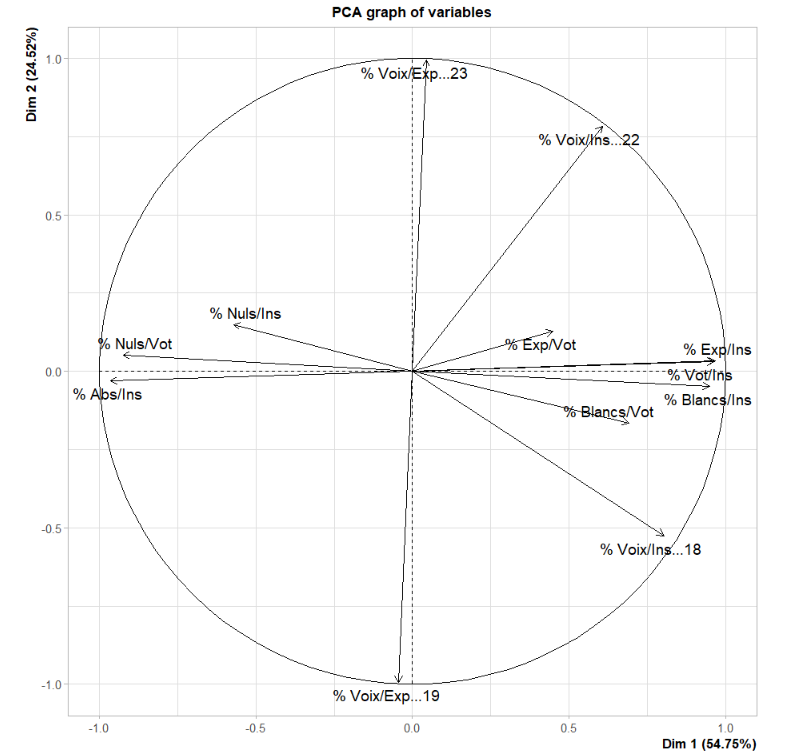 PCA graph of variables
Dim 2 (24.52%)
1.0
% Voix/Exp...23
% Voix/Ins...22
0.5
% Nuls/Ins
% Nuls/Vot
% Exp/Vot
% Exp/Ins
0.0
% Vot/Ins
% Abs/Ins
% Blancs/Ins
% Blancs/Vot
-0.5
% Voix/Ins...18
-1.0
% Voix/Exp...19
-1.0 -0.5 0.0 0.5 1.0
Dim 1 (54.75%)